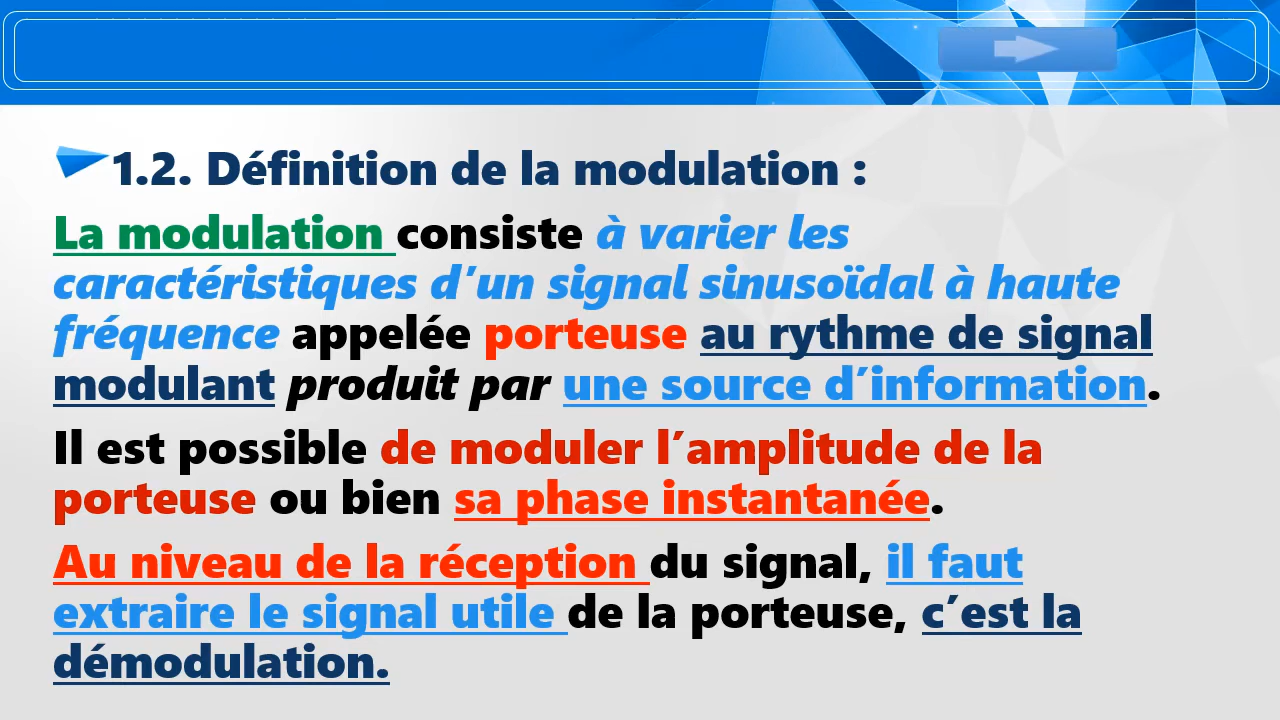 1.2. Définition de la modulation :
La modulation consiste à varier les
caractéristiques d’un signal sinusoïdal à haute
fréquence appelée porteuse au rythme de signal
modulant produit par une source d’information.
Il est possible de moduler l’amplitude de la
porteuse ou bien sa phase instantanée.
Au niveau de la réception du signal, il faut
extraire le signal utile de la porteuse, c’est la
démodulation.